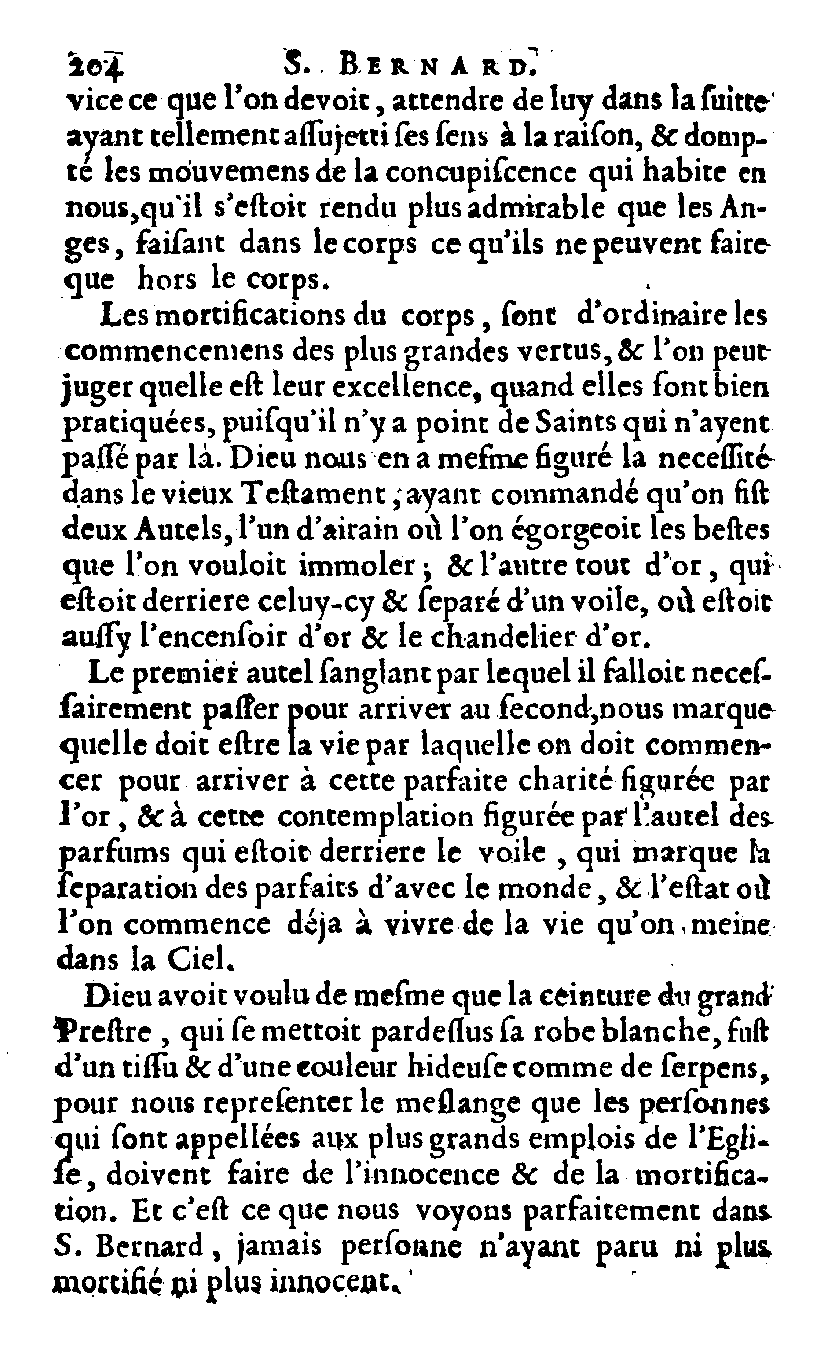 204 S. BERNARD.
vice ce que l'on devoit, attendre de luy dans la ſuitte
ayant tellement aſſujetti ſes ſens à la raiſon, & domp-
té les mouvemens de la concupiſcence qui habite en
nous, qu'il s'eſtoit rendu plus admirable que les An-
ges, faiſant dans le corps ce qu'ils ne peuvent faire
que hors le corps.
Les mortifications du corps, ſont d'ordinaire les
commencemens des plus grandes vertus, & l'on peut
juger quelle eſt leur excellence, quand elles ſont bien
pratiquées, puiſqu'il n'y a point de Saints qui n'ayent
paſſé par là. Dieu nous en a meſme figuré la neceſſité
dans le vieux Teſtament, ayant commandé qu'on fiſt
deux Autels, l'un d'airain où l'on égorgeoit les beſtes
que l'on vouloit immoler; & l'autre tout d'or, qui
eſtoit derriere celuy-cy & ſeparé d'un voile, où eſtoit
auſſy l'encenſoir d'or & le chandelier d'or.
Le premier autel ſanglant par lequel il falloit neceſ-
ſairement paſſer pour arriver au ſecond, nous marque
quelle doit eſtre la vie par laquelle on doit commen-
cer pour arriver à cette parfaite charité figurée par
l'or, & à cette contemplation figurée par l'autel des
parfums qui eſtoit derriere le voile, qui marque la
ſeparation des parfaits d'avec le monde, & l'eſtat où
l'on commence déja à vivre de la vie qu'on meine
dans la Ciel.
Dieu avoit voulu de meſme que la ceinture du grand
Preſtre, qui ſe mettoit pardeſſus ſa robe blanche, fuſt
d'un tiſſu & d'une couleur hideuſe comme de ſerpens,
pour nous repreſenter le meſlange que les perſonnes
qui ſont appellées aux plus grands emplois de l'Egli-
ſe, doivent faire de l'innocence & de la mortifica-
tion. Et c'eſt ce que nous voyons parfaitement dans
S. Bernard, jamais perſonne n'ayant paru ni plus
mortifié ni plus innocent.